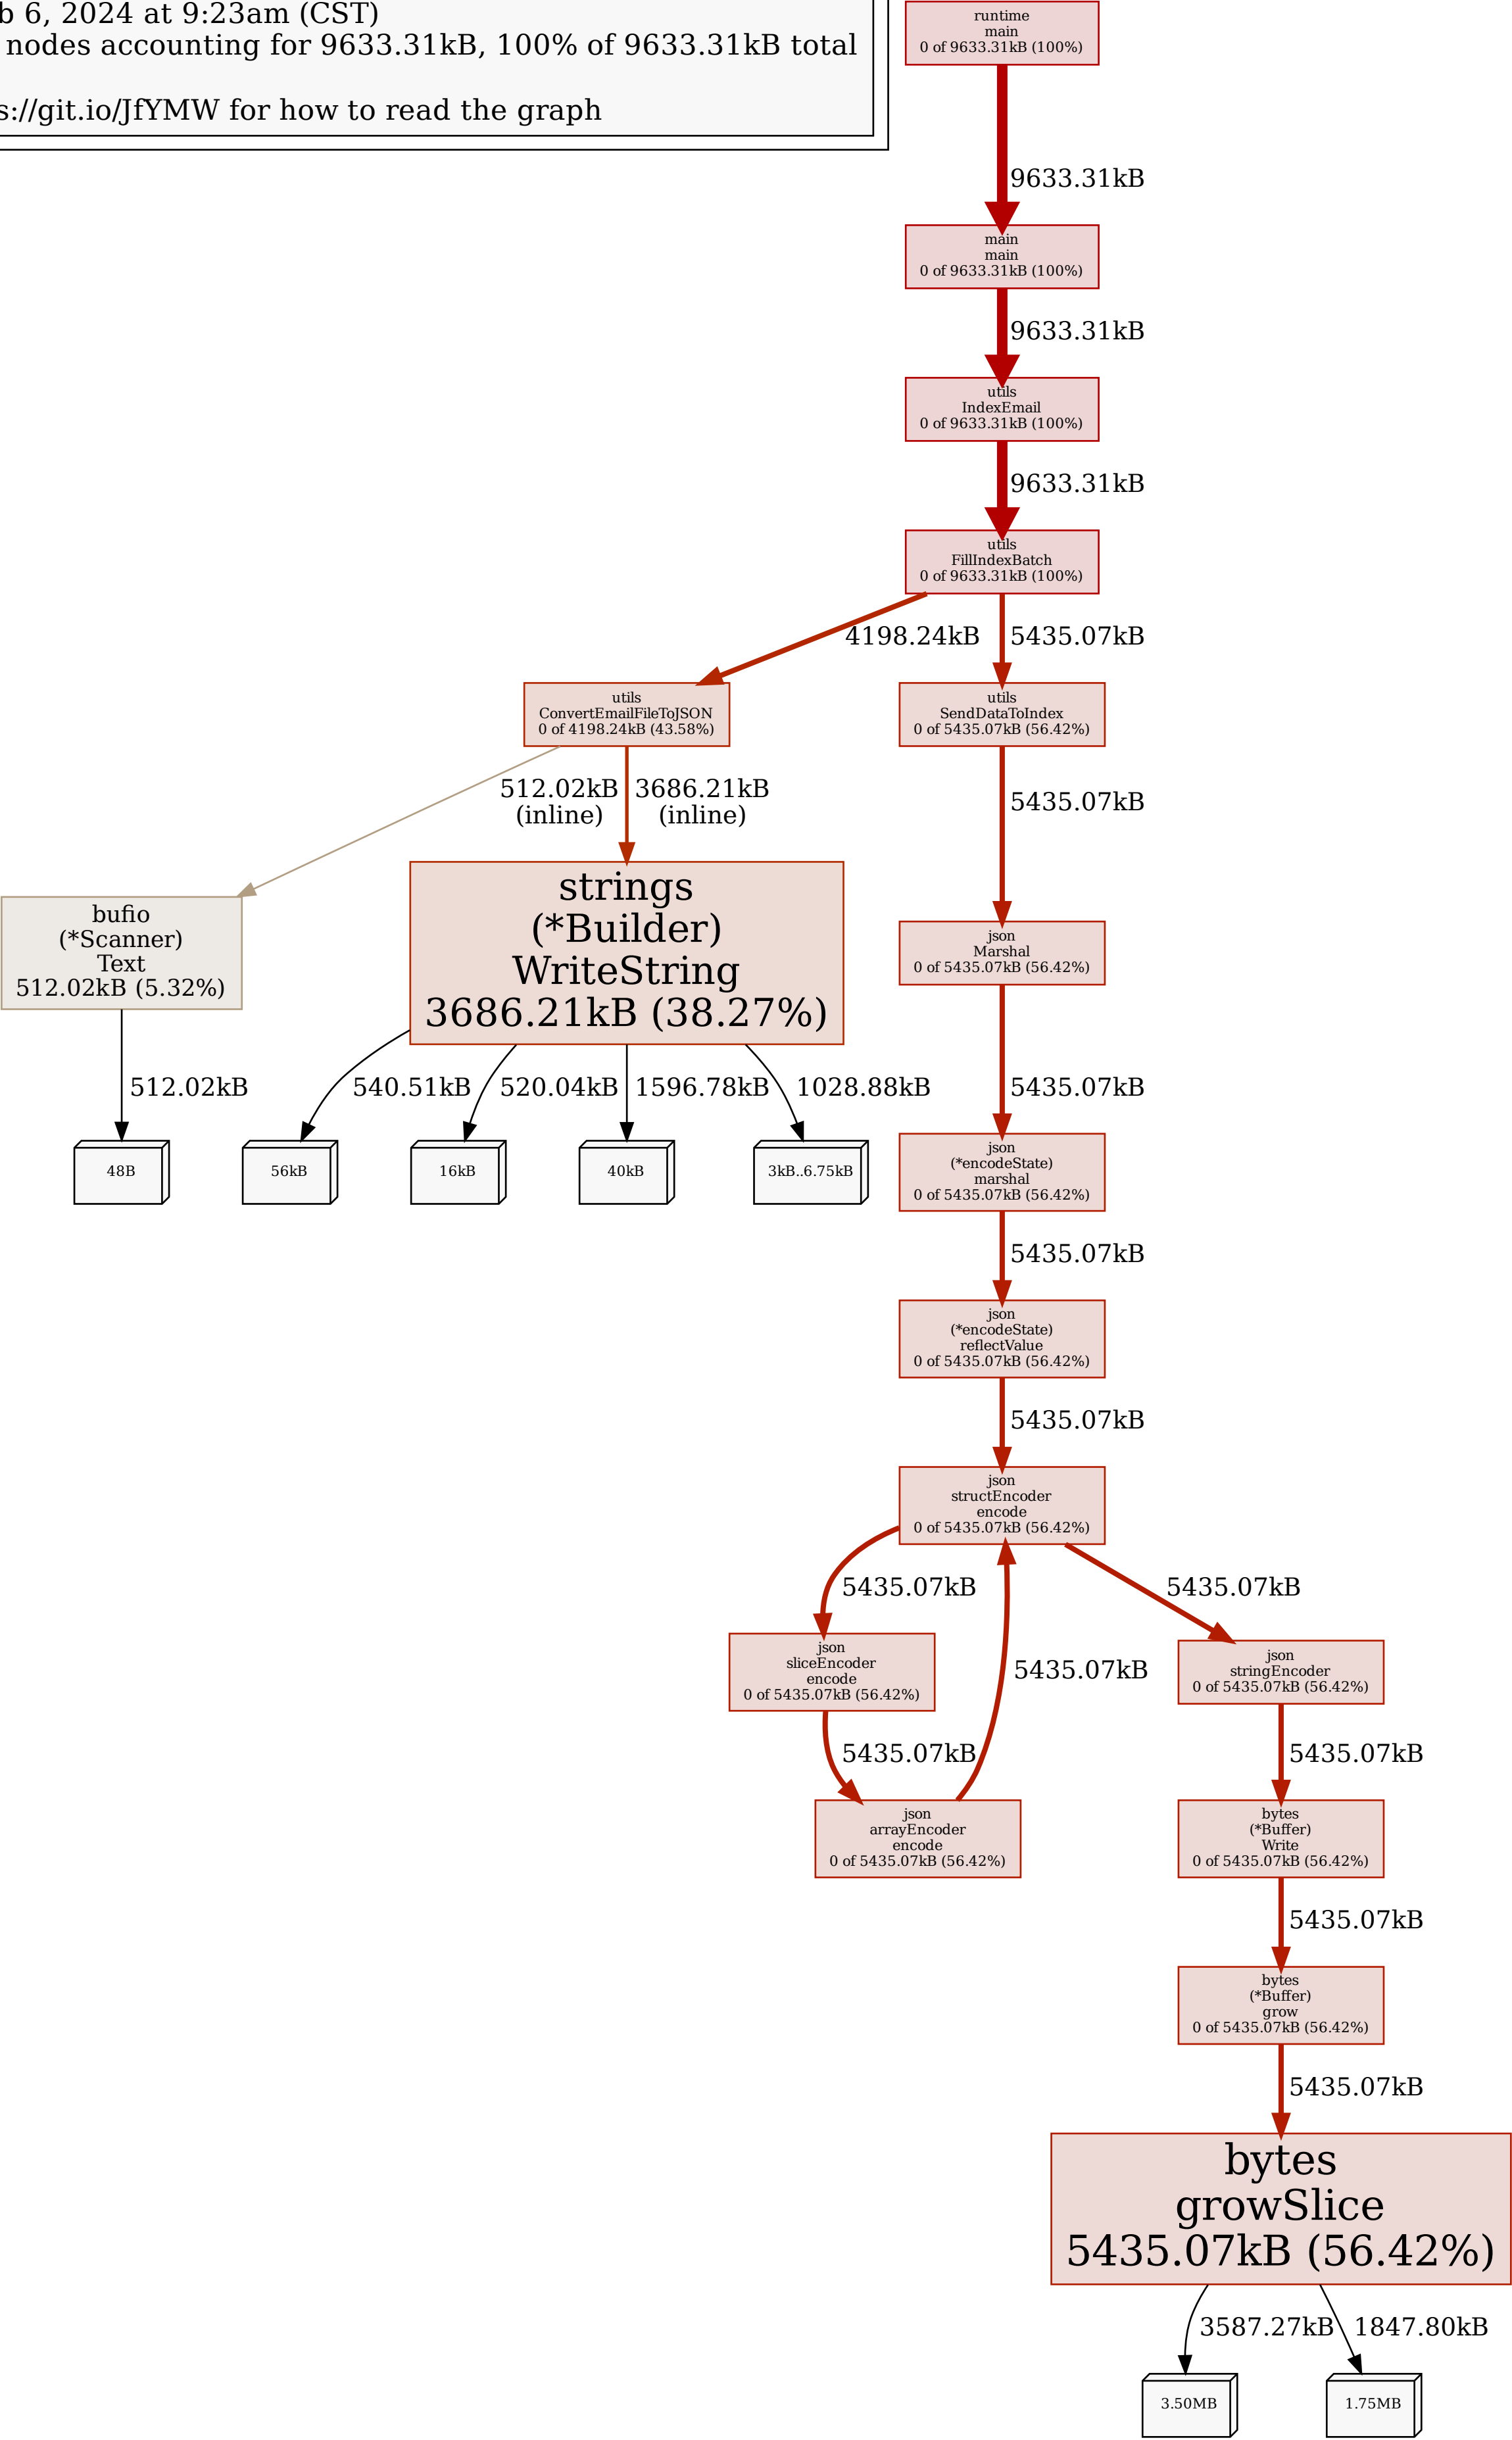 b 6, 2024 at 9:23am (CST)
nodes accounting for 9633.31kB, 100% of 9633.31kB total
s://git.io/JfYMW for how to read the graph
runtime
main
0 of 9633.31kB (100%)
9633.31kB
main
main
0 of 9633.31kB (100%)
9633.31kB
utils
IndexEmail
0 of 9633.31kB (100%)
9633.31kB
utils
FillIndexBatch
0 of 9633.31kB (100%)
4198.24kB
5435.07kB
utils
ConvertEmailFileToJSON
0 of 4198.24kB (43.58%)
utils
SendDataToIndex
0 of 5435.07kB (56.42%)
512.02kB
(inline)
3686.21kB
(inline)
5435.07kB
bufio
(*Scanner)
Text
512.02kB (5.32%)
strings
(*Builder)
WriteString
3686.21kB (38.27%)
json
Marshal
0 of 5435.07kB (56.42%)
512.02kB
540.51kB
520.04kB
1596.78kB
1028.88kB
5435.07kB
48B
56kB
16kB
40kB
3kB..6.75kB
json
(*encodeState)
marshal
0 of 5435.07kB (56.42%)
5435.07kB
json
(*encodeState)
reflectValue
0 of 5435.07kB (56.42%)
5435.07kB
json
structEncoder
encode
0 of 5435.07kB (56.42%)
5435.07kB
5435.07kB
json
sliceEncoder
encode
0 of 5435.07kB (56.42%)
5435.07kB
json
stringEncoder
0 of 5435.07kB (56.42%)
5435.07kB
5435.07kB
json
arrayEncoder
encode
0 of 5435.07kB (56.42%)
bytes
(*Buffer)
Write
0 of 5435.07kB (56.42%)
5435.07kB
bytes
(*Buffer)
grow
0 of 5435.07kB (56.42%)
5435.07kB
bytes
growSlice
5435.07kB (56.42%)
3587.27kB
1847.80kB
3.50MB
1.75MB